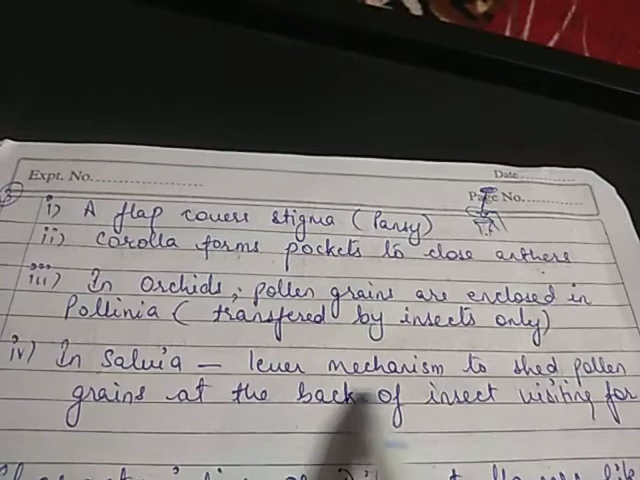 Expt. No.
Date
Page No.
3
i) A flap covers stigma (Pansy)
ii) Corolla forms pockets to close anthers
iii) In Orchids, pollen grains are enclosed in
Pollinia (transfered by insects only)
iv) In Salvia — lever mechanism to shed pollen
grains at the back of insect visiting for